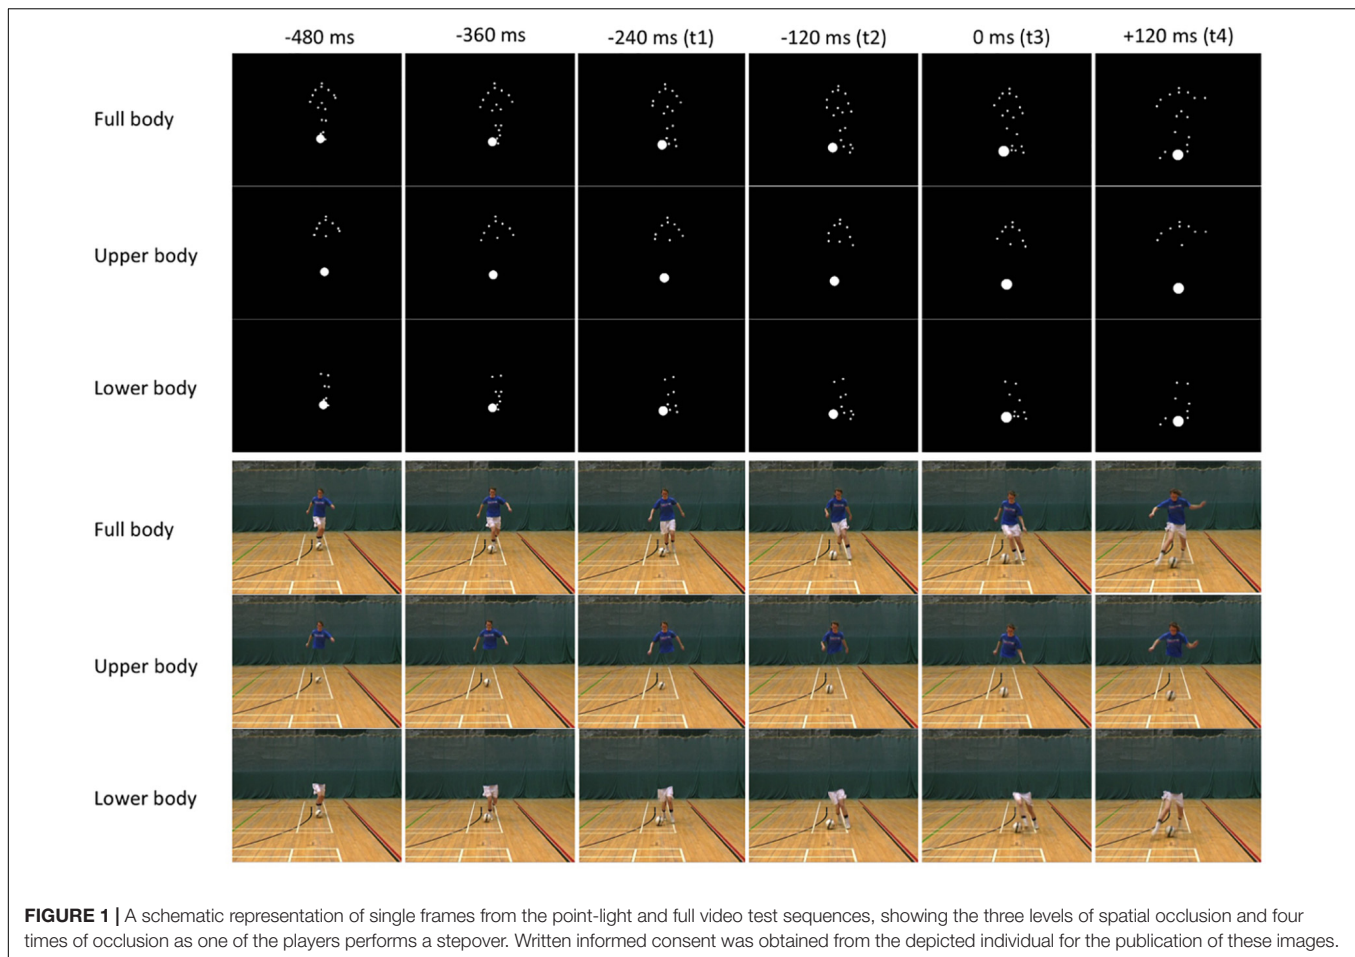 -480 ms -360 ms -240 ms (t1) -120 ms (t2) 0 ms (t3) +120 ms (t4)
Full body
Upper body
Lower body
Full body
Upper body
Lower body
FIGURE 1 | A schematic representation of single frames from the point-light and full video test sequences, showing the three levels of spatial occlusion and four
times of occlusion as one of the players performs a stepover. Written informed consent was obtained from the depicted individual for the publication of these images.